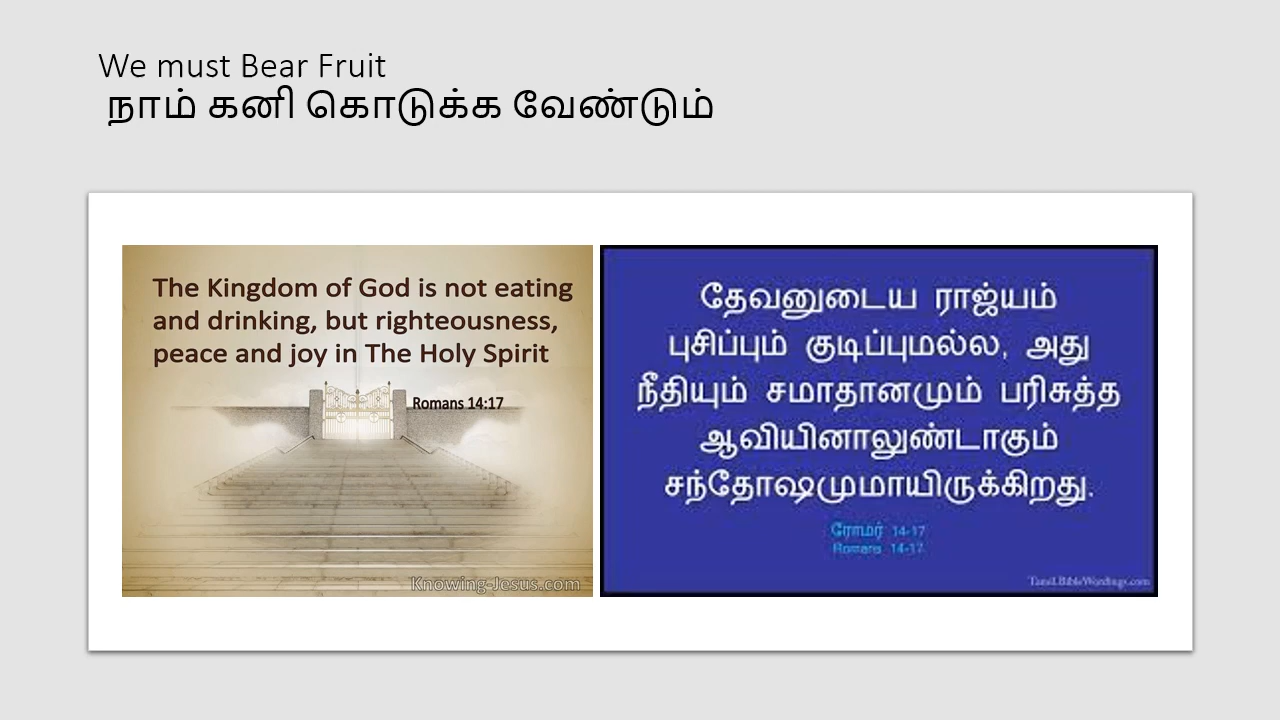 We must Bear Fruit
நாம் கனி கொடுக்க வேண்டும்
The Kingdom of God is not eating
and drinking, but righteousness,
peace and joy in The Holy Spirit
Romans 14:17
Knowing-Jesus.com
தேவனுடைய ராஜ்யம்
புசிப்பும் குடிப்புமல்ல, அது
நீதியும் சமாதானமும் பரிசுத்த
ஆவியினாலுண்டாகும்
சந்தோஷமுமாயிருக்கிறது.
ரோமர் 14-17
Romans 14-17
Tamil.BibleWordings.com